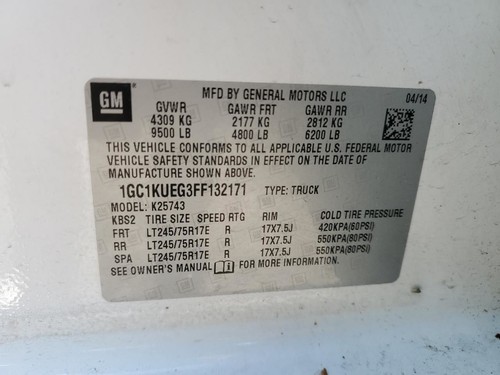 GM
MFD BY GENERAL MOTORS LLC
04/14
GVWR GAWR FRT GAWR RR
4309 KG 2177 KG 2812 KG
9500 LB 4800 LB 6200 LB
THIS VEHICLE CONFORMS TO ALL APPLICABLE U.S. FEDERAL MOTOR
VEHICLE SAFETY STANDARDS IN EFFECT ON THE DATE OF
MANUFACTURE SHOWN ABOVE.
1GC1KUEG3FF132171 TYPE: TRUCK
MODEL: K25743
KBS2 TIRE SIZE SPEED RTG RIM COLD TIRE PRESSURE
FRT LT245/75R17E R 17X7.5J 420KPA(60PSI)
RR LT245/75R17E R 17X7.5J 550KPA(80PSI)
SPA LT245/75R17E R 17X7.5J 550KPA(80PSI)
SEE OWNER'S MANUAL FOR MORE INFORMATION